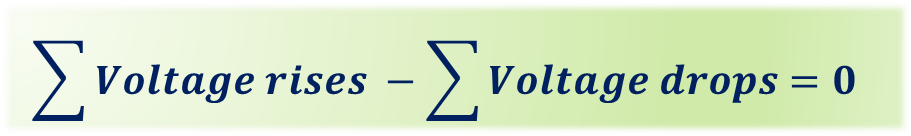 ∑ Voltage rises − ∑ Voltage drops = 0